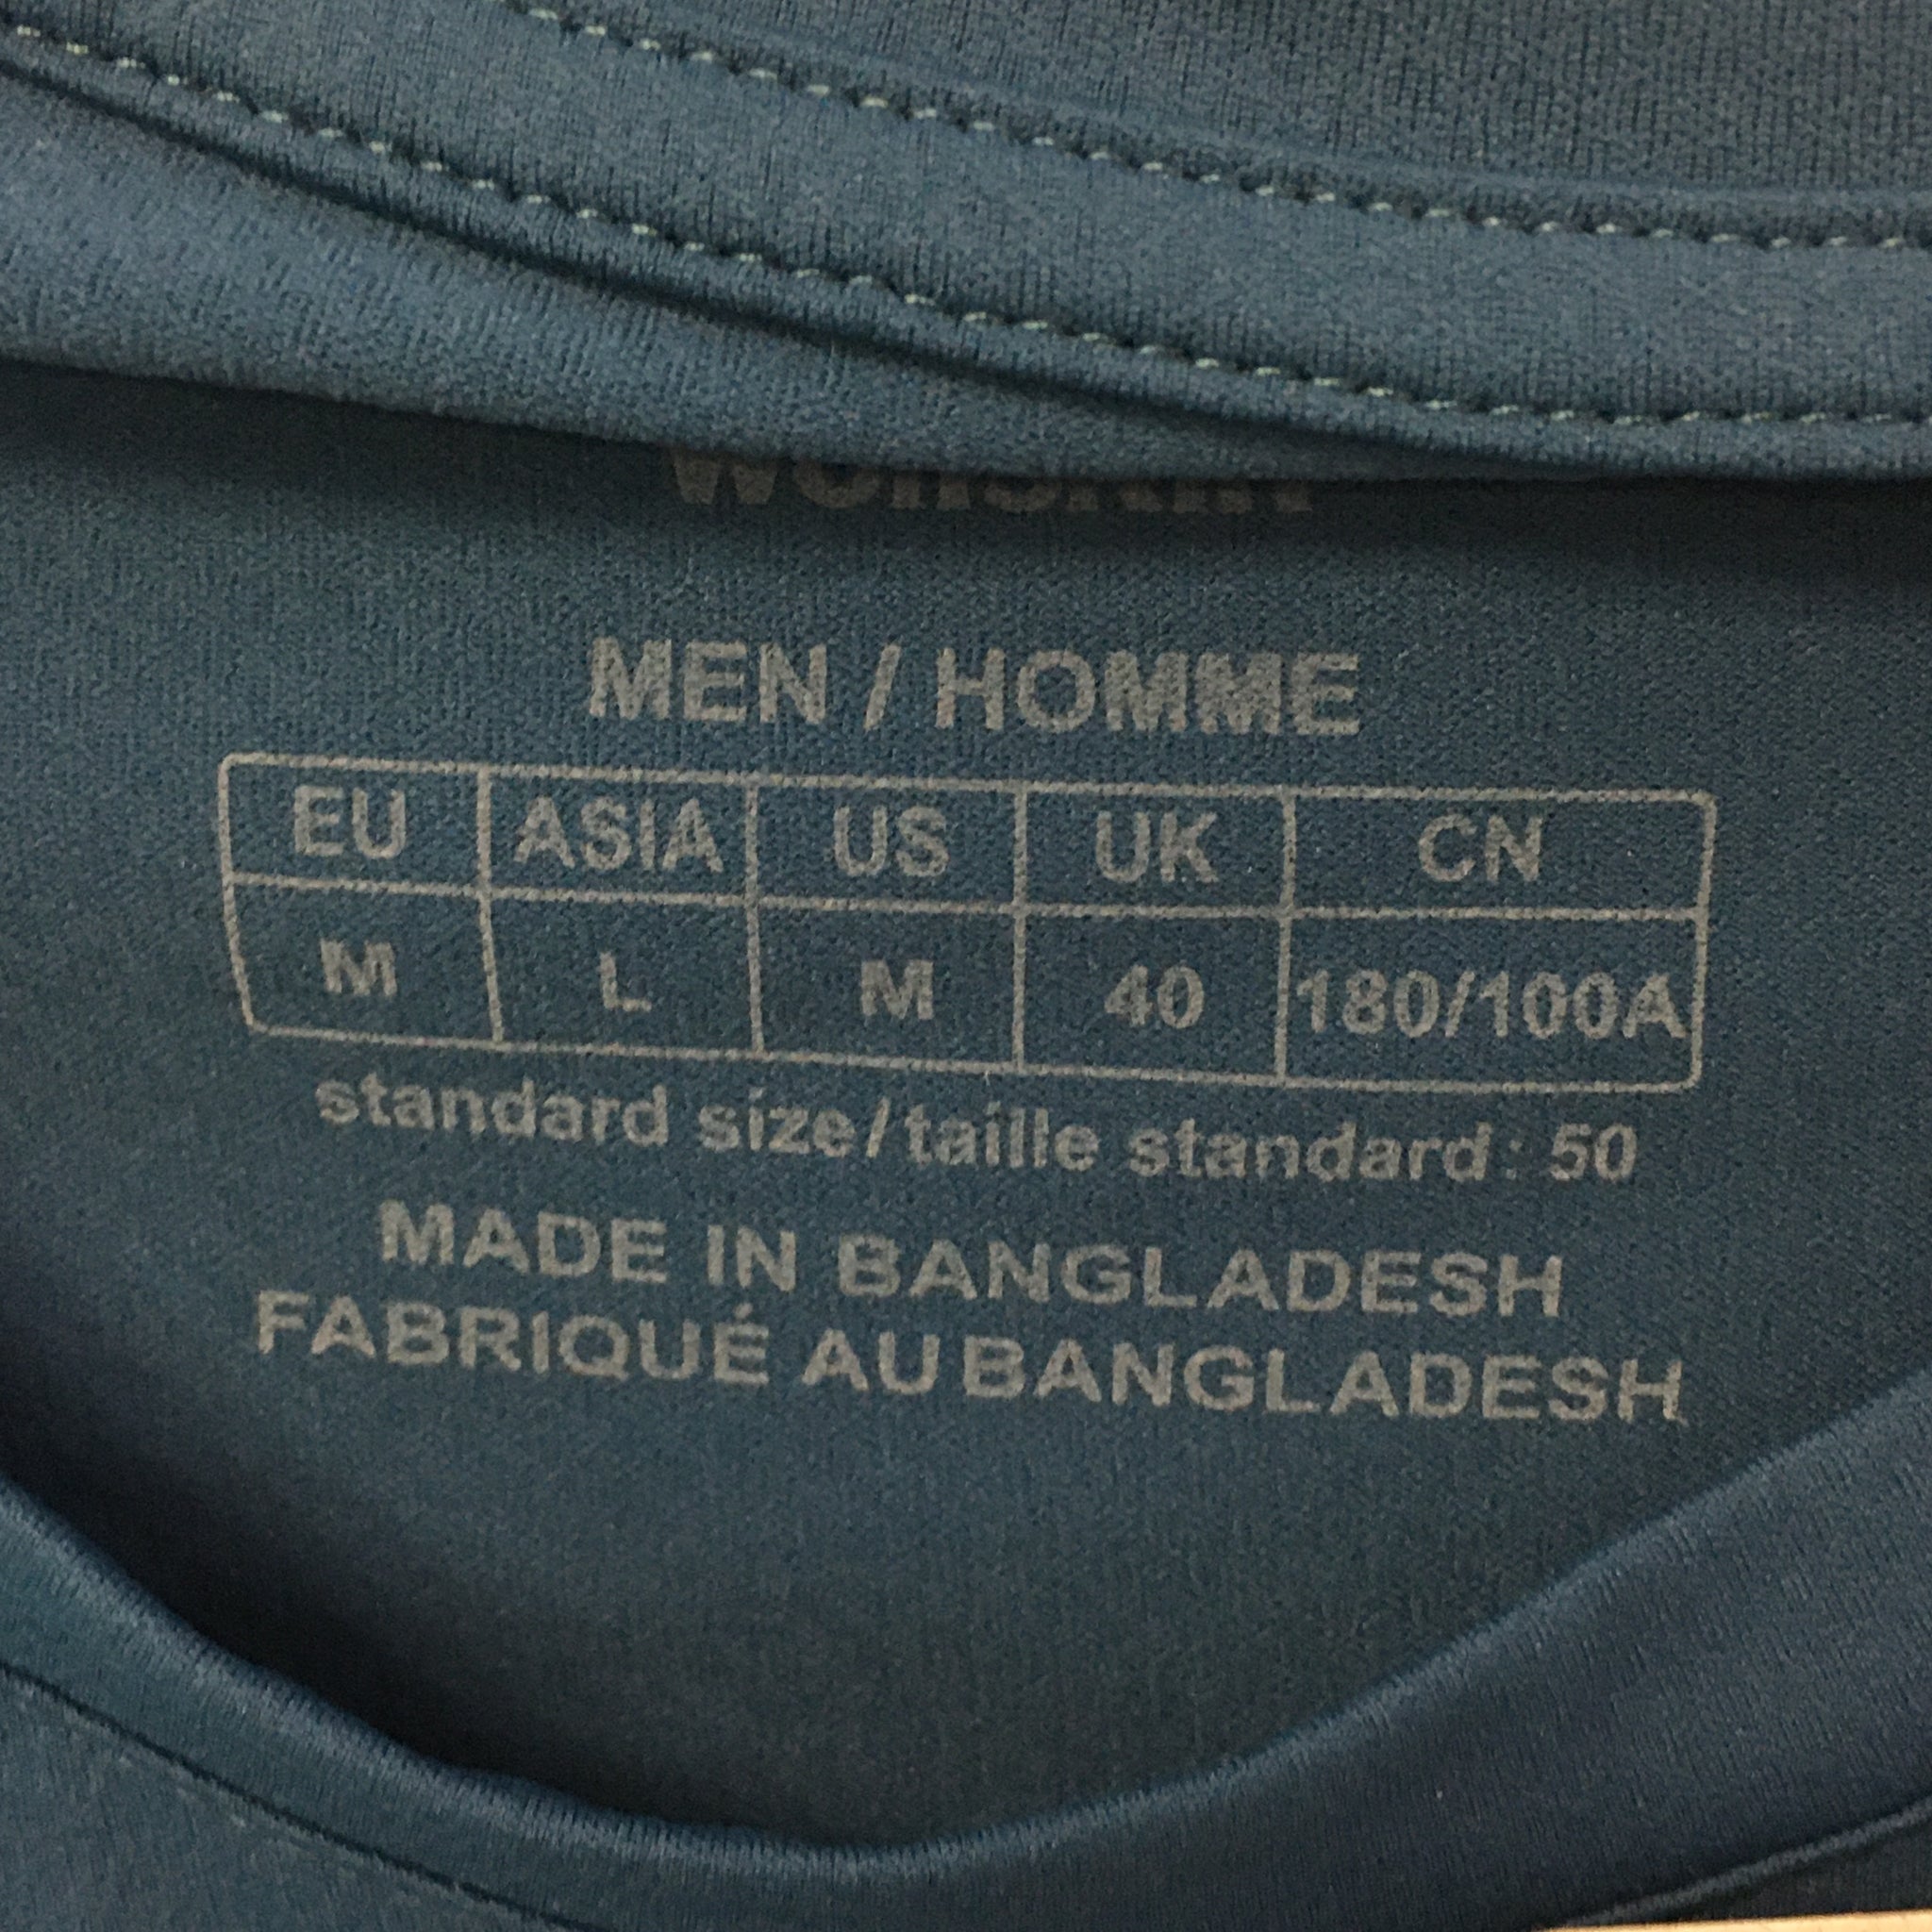 MEN / HOMME
EU ASIA US UK CN
M L M 40 180/100A
standard size/taille standard: 50
MADE IN BANGLADESH
FABRIQUÉ AU BANGLADESH